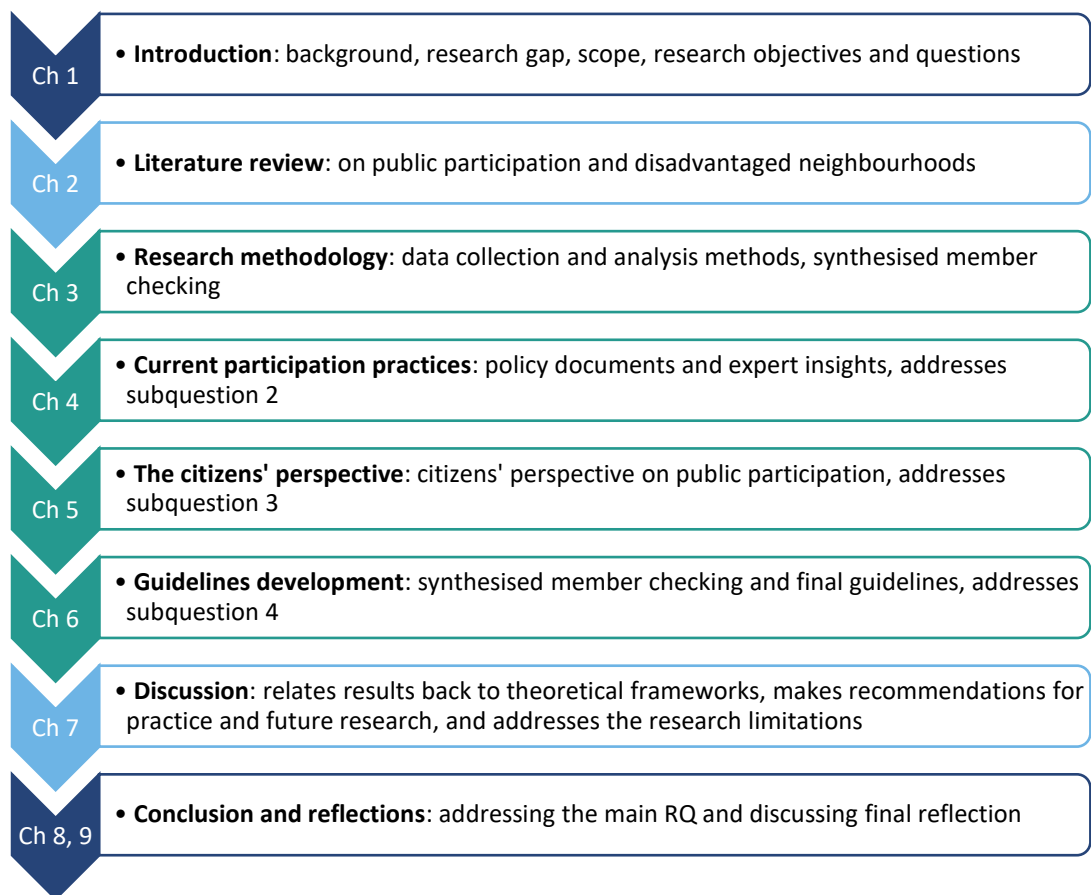 Ch 1
• Introduction: background, research gap, scope, research objectives and questions
Ch 2
• Literature review: on public participation and disadvantaged neighbourhoods
Ch 3
• Research methodology: data collection and analysis methods, synthesised member
checking
Ch 4
• Current participation practices: policy documents and expert insights, addresses
subquestion 2
Ch 5
• The citizens' perspective: citizens' perspective on public participation, addresses
subquestion 3
Ch 6
• Guidelines development: synthesised member checking and final guidelines, addresses
subquestion 4
Ch 7
• Discussion: relates results back to theoretical frameworks, makes recommendations for
practice and future research, and addresses the research limitations
Ch 8, 9
• Conclusion and reflections: addressing the main RQ and discussing final reflection